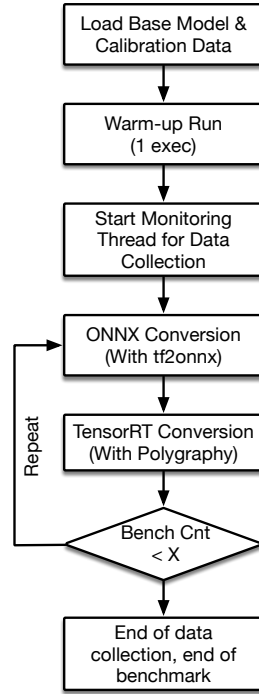 Load Base Model &
Calibration Data
Warm-up Run
(1 exec)
Start Monitoring
Thread for Data
Collection
ONNX Conversion
(With tf2onnx)
Repeat
TensorRT Conversion
(With Polygraphy)
Bench Cnt
< X
End of data
collection, end of
benchmark